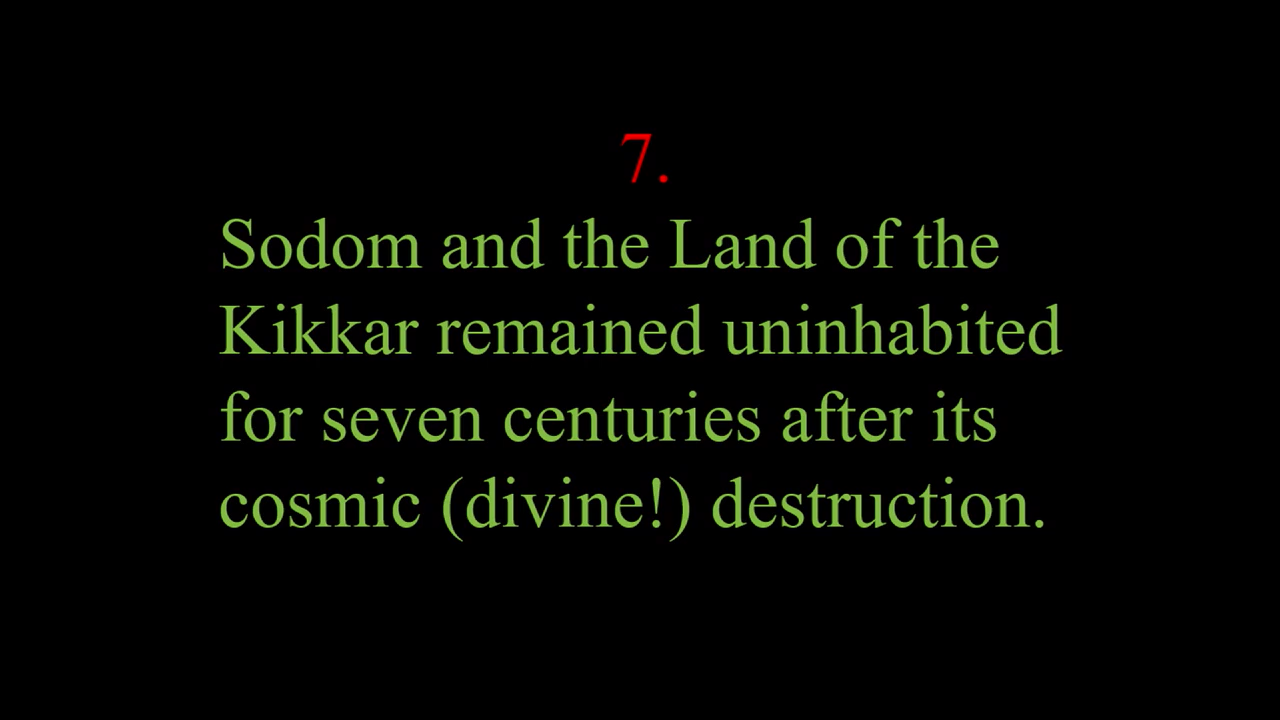 7.
Sodom and the Land of the
Kikkar remained uninhabited
for seven centuries after its
cosmic (divine!) destruction.